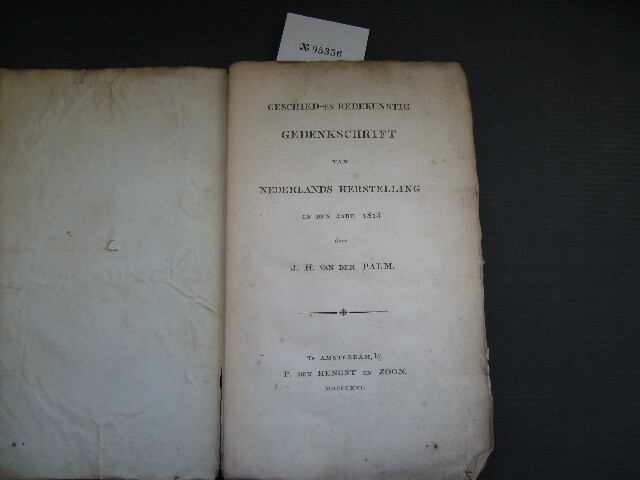 № 95356
GESCHIED- EN REDEKUNSTIG
GEDENKSCHRIFT
VAN
NEDERLANDS HERSTELLING
IN DEN JARE 1813
door
J. H. VAN DER PALM.
Te AMSTERDAM, bij
P. DEN HENGST EN ZOON.
MDCCCXVI.